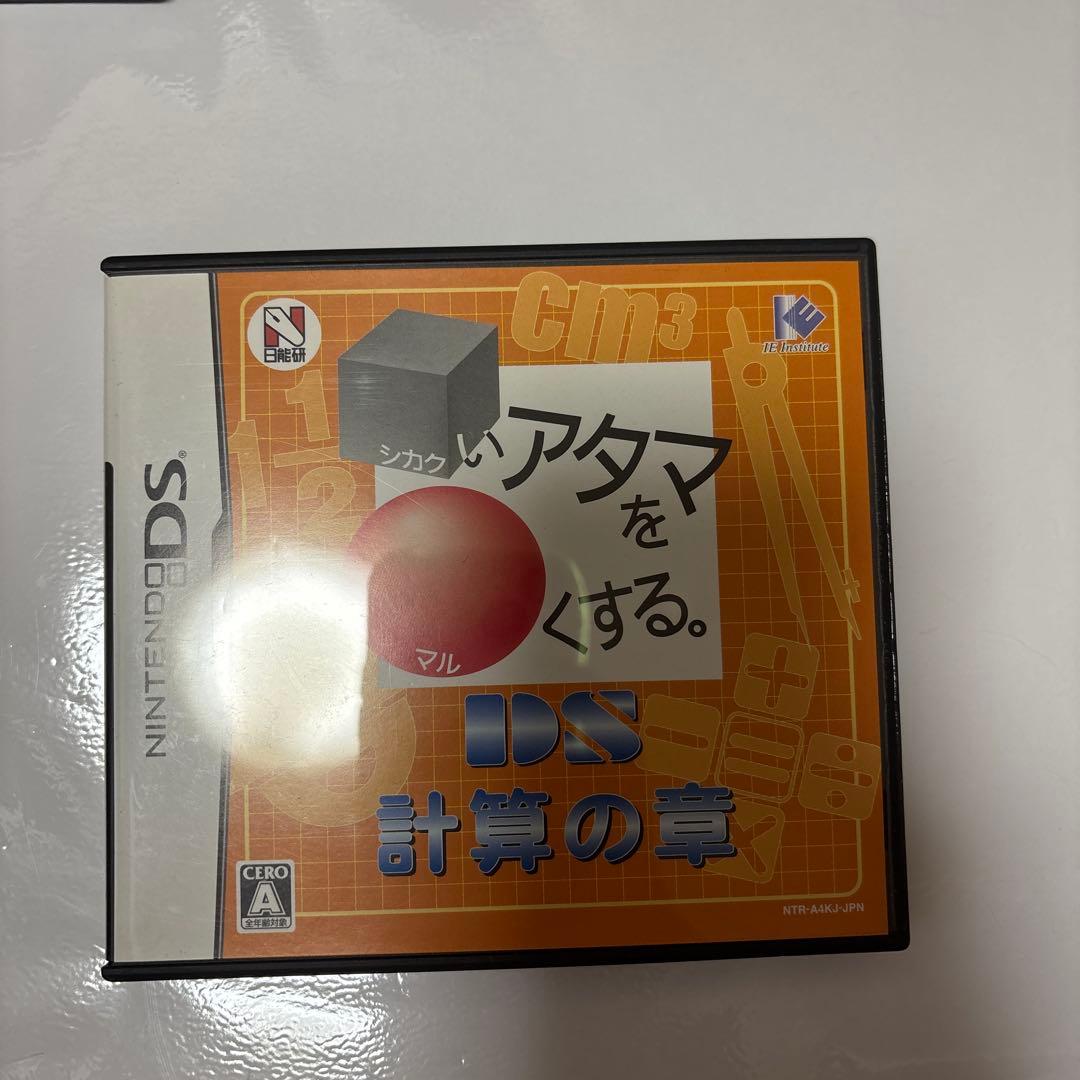 NINTENDO DS®
N
日能研
cm3
IE Institute
1
2
シカク
いアタマ
を
マル
くする。
DS
計算の章
CERO
A
全年齢対象
NTR-A4KJ-JPN